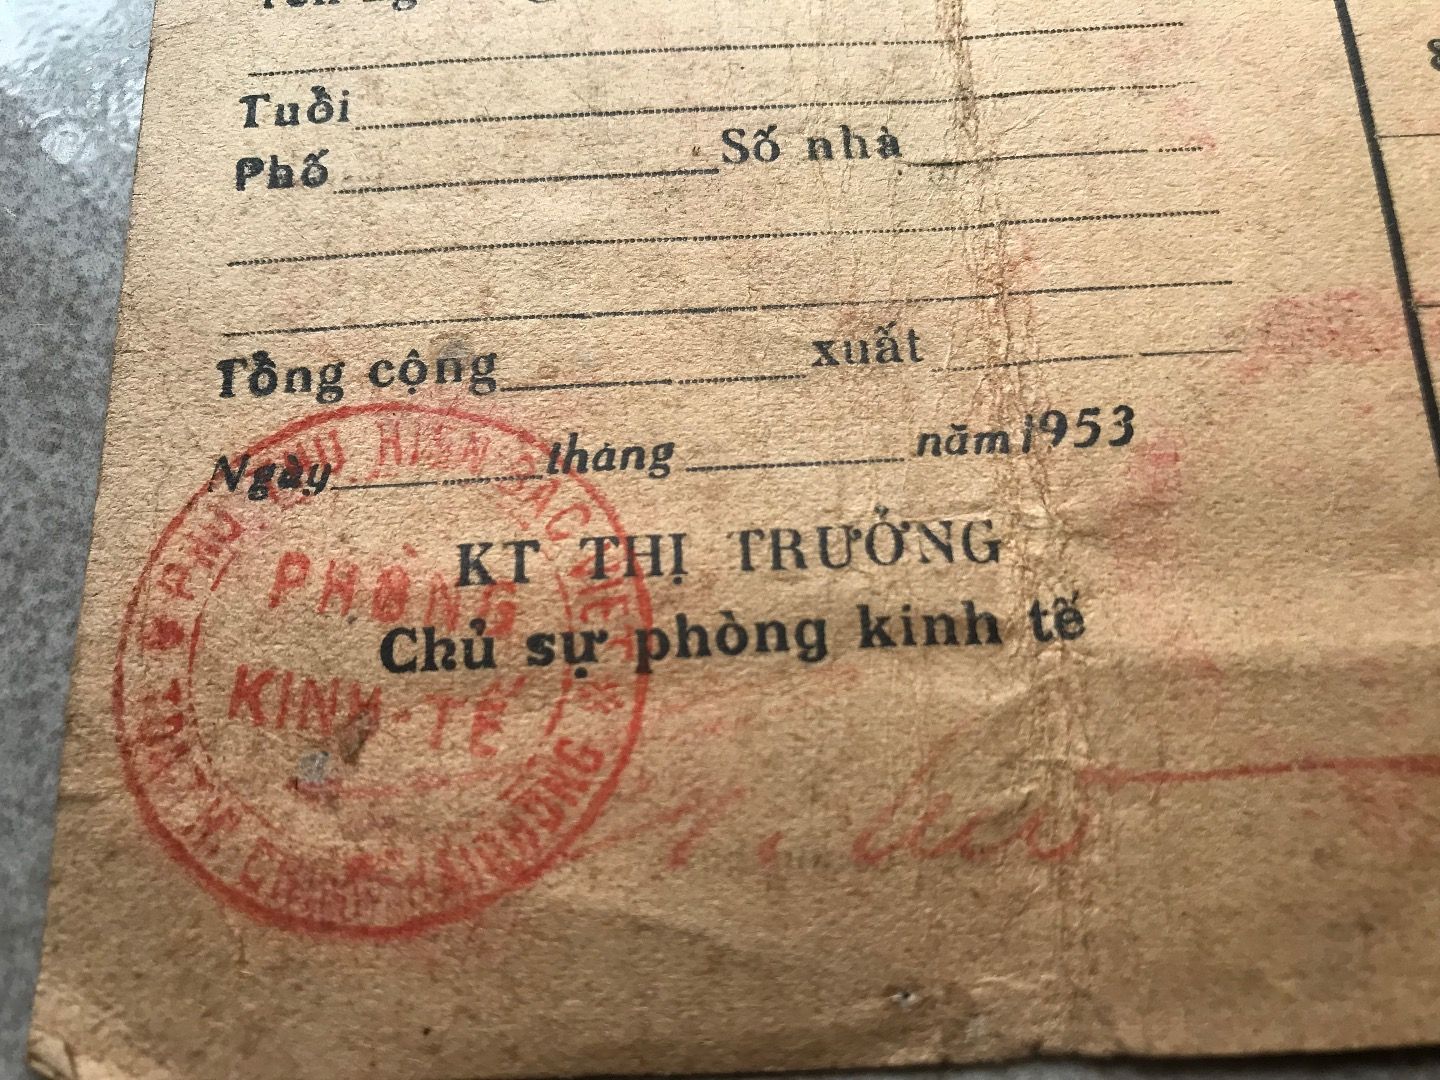 Tuổi
Phố Số nhà
Tổng cộng xuất
Ngày tháng năm 1953
KT THỊ TRƯỞNG
Chủ sự phòng kinh tế
PHÒNG
KINH-TẾ